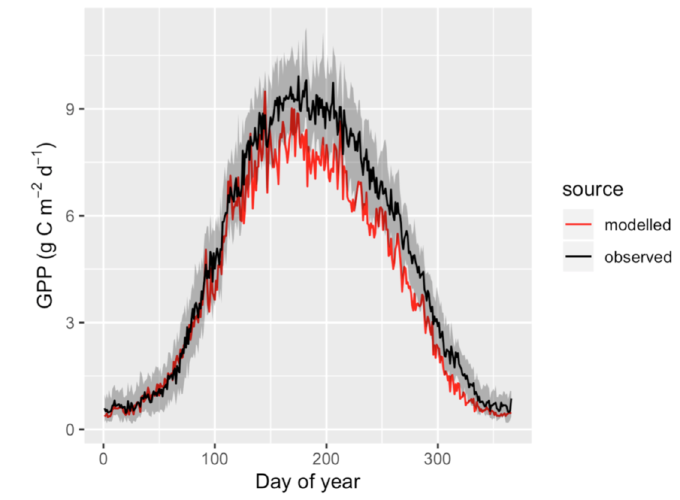 9
6
3
0
GPP (g C m⁻² d⁻¹)
0 100 200 300
Day of year
source
modelled
observed